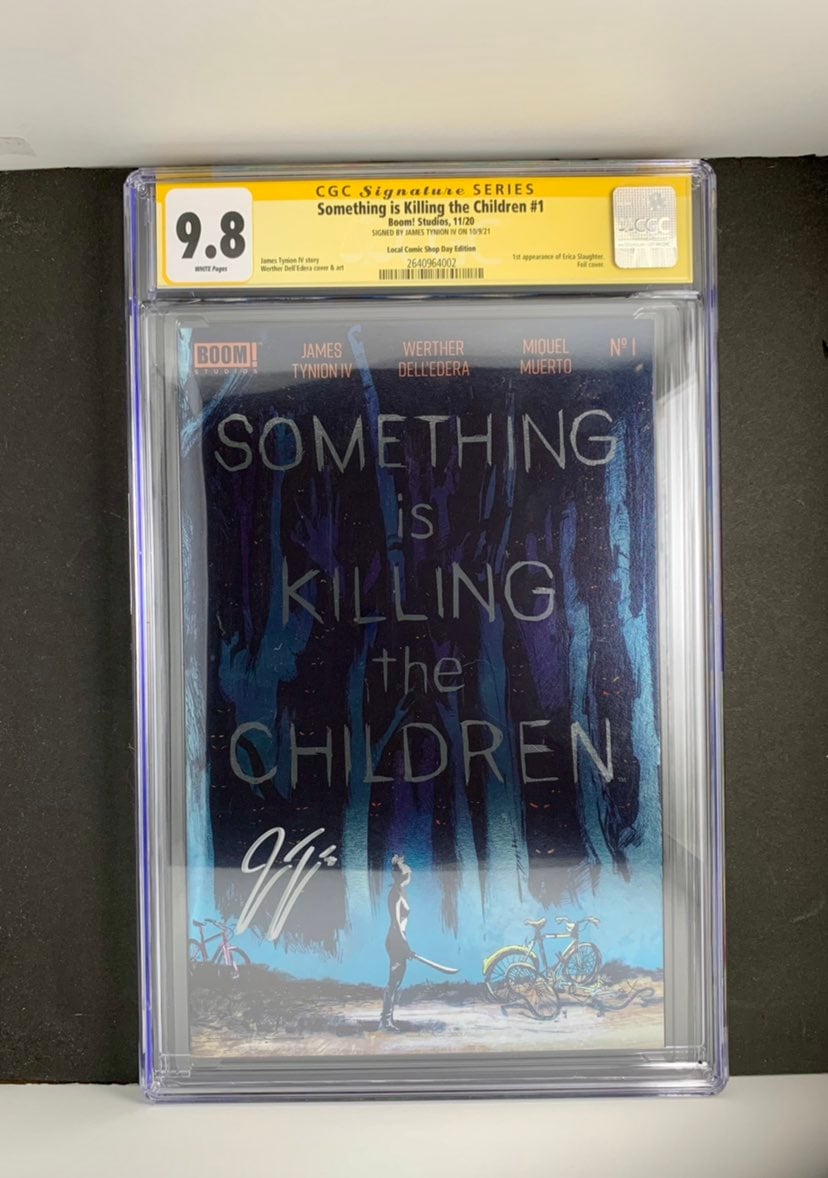 CGC Signature SERIES
Something is Killing the Children #1
Boom! Studios, 11/20
SIGNED BY JAMES TYNION IV ON 10/9/21
9.8
WHITE Pages
Local Comic Shop Day Edition
James Tynion IV story
Werther Dell'Edera cover & art
2640964002
1st appearance of Erica Slaughter.
Foil cover.
CGC
BOOM!
STUDIOS
JAMES
TYNION IV
WERTHER
DELL'EDERA
MIQUEL
MUERTO
Nº 1
SOMETHING
is
KILLING
the
CHILDREN